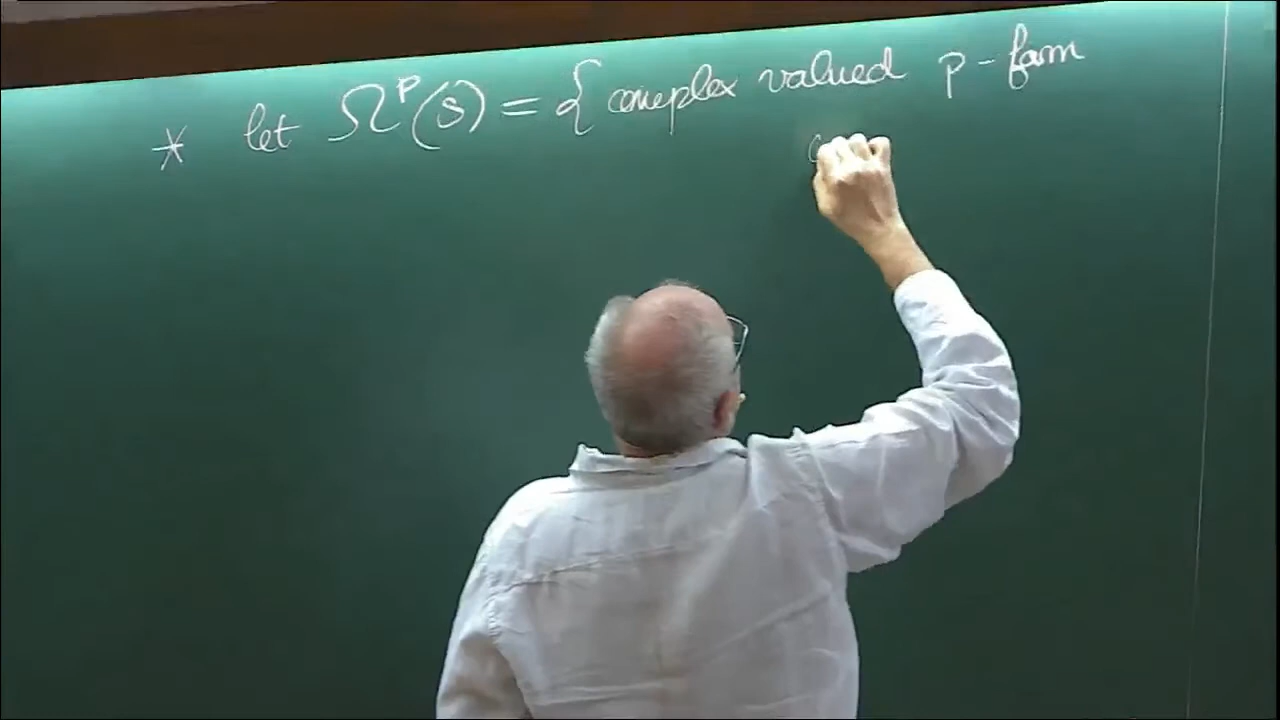 * let Ω^p(S) = { complex valued p-form